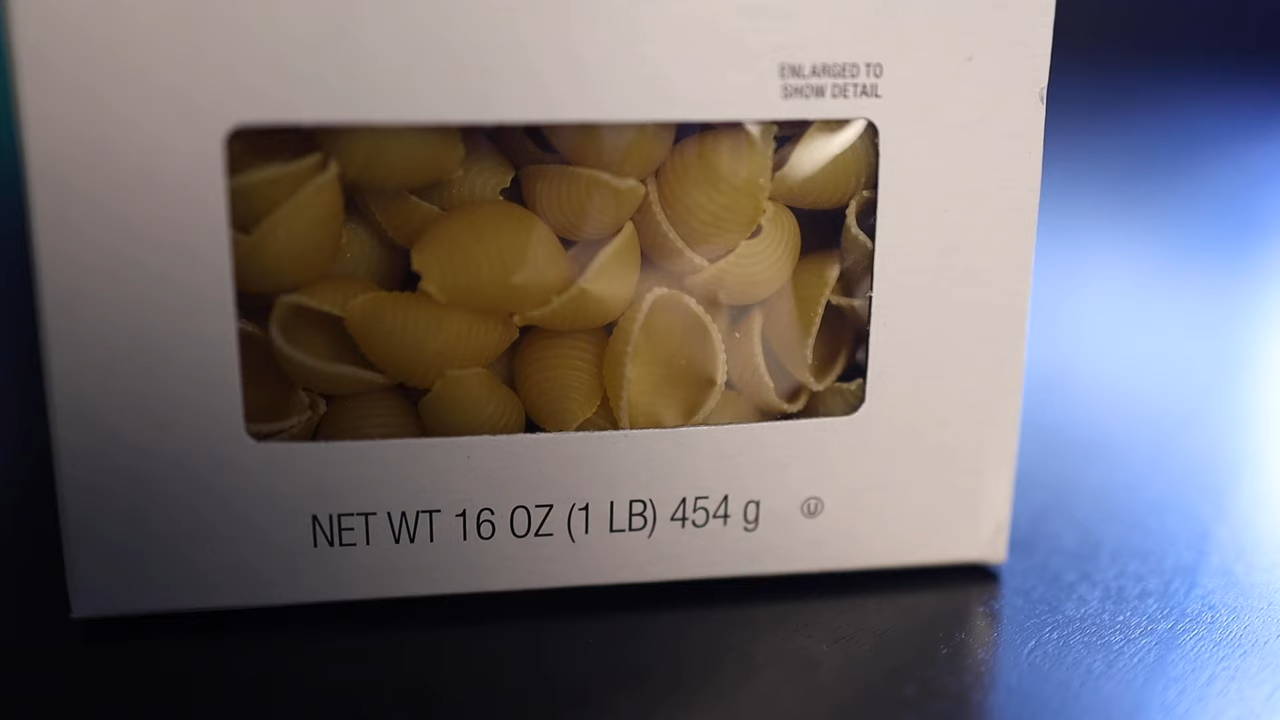 ENLARGED TO
SHOW DETAIL
NET WT 16 OZ (1 LB) 454 g Ⓤ